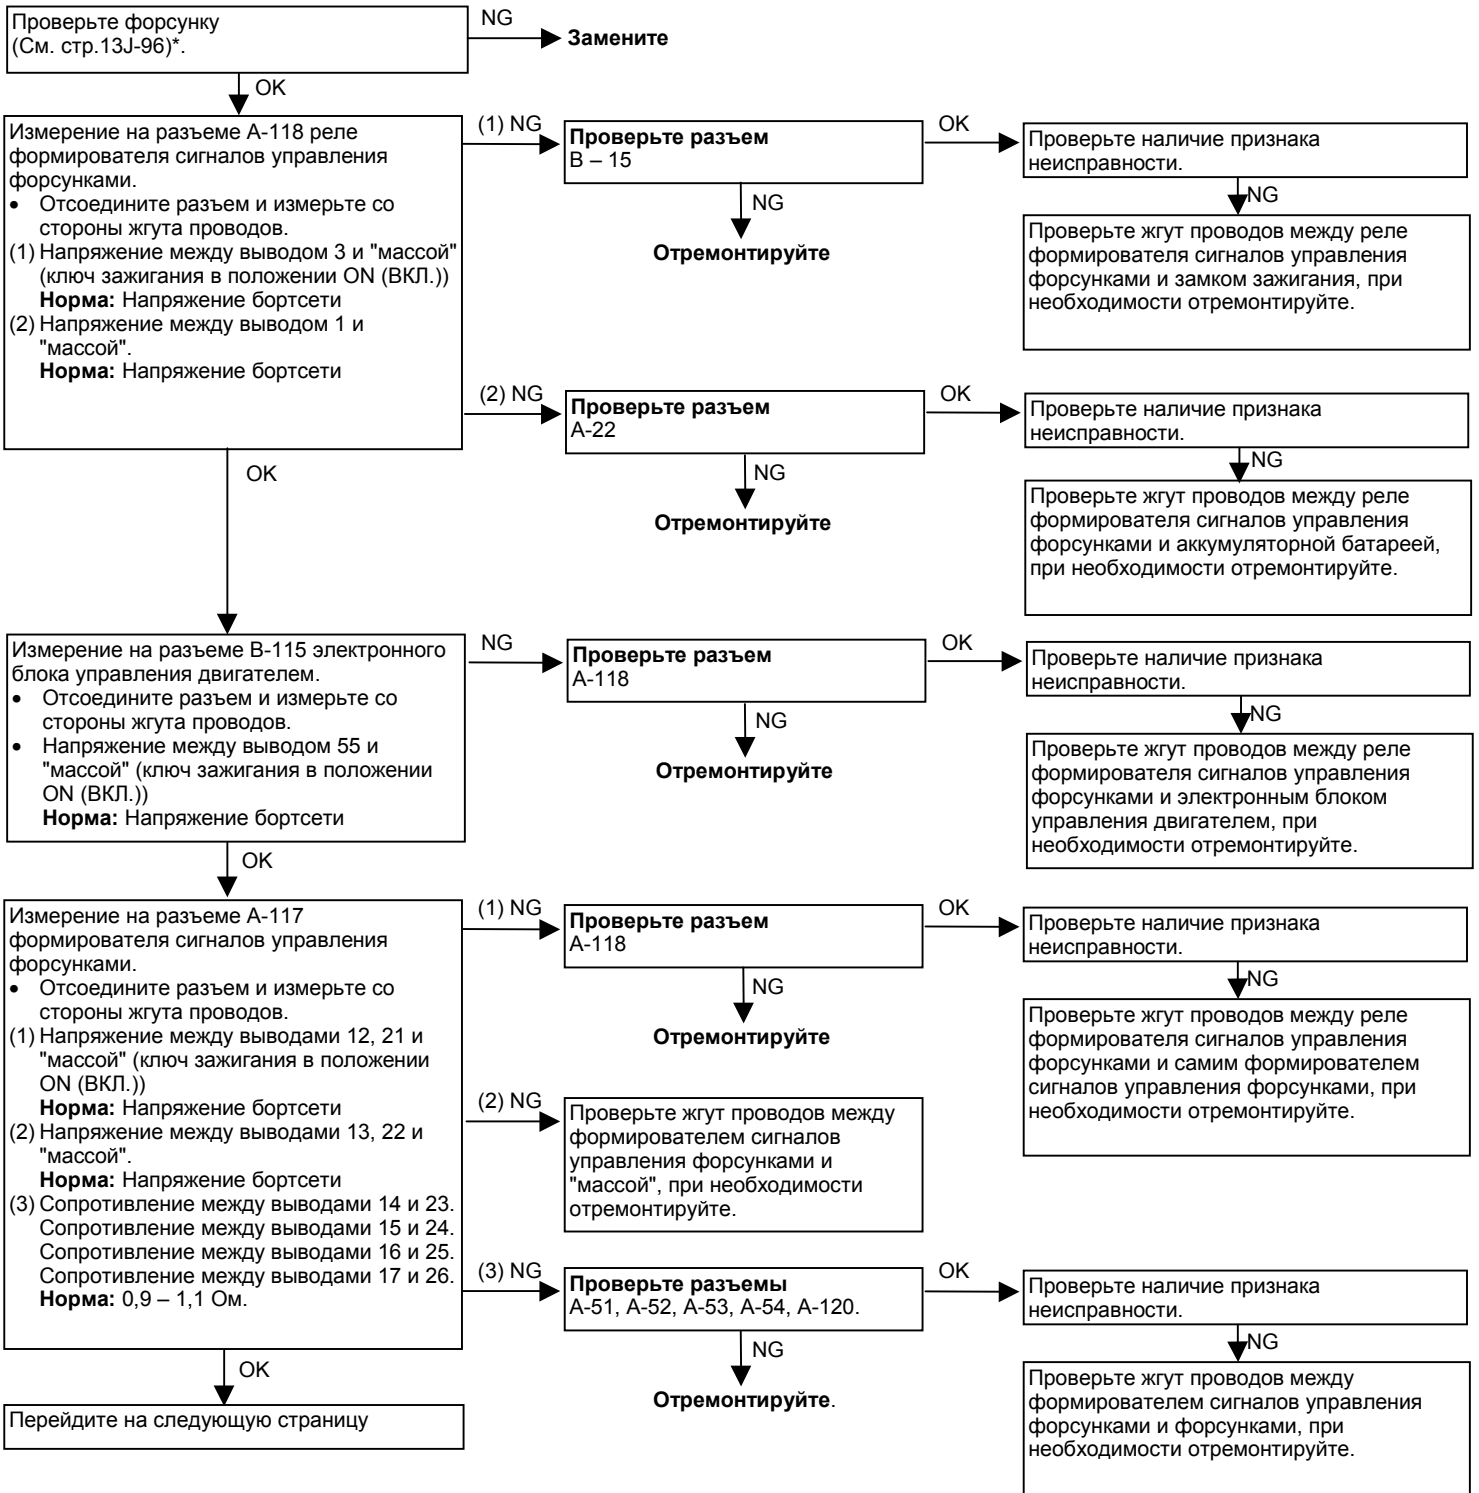 Проверьте форсунку
(См. стр.13J-96)*.
NG
Замените
OK
Измерение на разъеме А-118 реле
формирователя сигналов управления
форсунками.
• Отсоедините разъем и измерьте со
стороны жгута проводов.
(1) Напряжение между выводом 3 и "массой"
(ключ зажигания в положении ON (ВКЛ.))
Норма: Напряжение бортсети
(2) Напряжение между выводом 1 и
"массой".
Норма: Напряжение бортсети
(1) NG
Проверьте разъем
В – 15
OK
Проверьте наличие признака
неисправности.
NG
Отремонтируйте
NG
Проверьте жгут проводов между реле
формирователя сигналов управления
форсунками и замком зажигания, при
необходимости отремонтируйте.
(2) NG
Проверьте разъем
А-22
OK
Проверьте наличие признака
неисправности.
NG
Отремонтируйте
NG
Проверьте жгут проводов между реле
формирователя сигналов управления
форсунками и аккумуляторной батареей,
при необходимости отремонтируйте.
OK
Измерение на разъеме В-115 электронного
блока управления двигателем.
• Отсоедините разъем и измерьте со
стороны жгута проводов.
• Напряжение между выводом 55 и
"массой" (ключ зажигания в положении
ON (ВКЛ.))
Норма: Напряжение бортсети
NG
Проверьте разъем
А-118
OK
Проверьте наличие признака
неисправности.
NG
Отремонтируйте
NG
Проверьте жгут проводов между реле
формирователя сигналов управления
форсунками и электронным блоком
управления двигателем, при
необходимости отремонтируйте.
OK
Измерение на разъеме А-117
формирователя сигналов управления
форсунками.
• Отсоедините разъем и измерьте со
стороны жгута проводов.
(1) Напряжение между выводами 12, 21 и
"массой" (ключ зажигания в положении
ON (ВКЛ.))
Норма: Напряжение бортсети
(2) Напряжение между выводами 13, 22 и
"массой".
Норма: Напряжение бортсети
(3) Сопротивление между выводами 14 и 23.
Сопротивление между выводами 15 и 24.
Сопротивление между выводами 16 и 25.
Сопротивление между выводами 17 и 26.
Норма: 0,9 – 1,1 Ом.
(1) NG
Проверьте разъем
А-118
OK
Проверьте наличие признака
неисправности.
NG
Отремонтируйте
NG
Проверьте жгут проводов между реле
формирователя сигналов управления
форсунками и самим формирователем
сигналов управления форсунками, при
необходимости отремонтируйте.
(2) NG
Проверьте жгут проводов между
формирователем сигналов
управления форсунками и
"массой", при необходимости
отремонтируйте.
(3) NG
Проверьте разъемы
А-51, А-52, А-53, А-54, А-120.
OK
Проверьте наличие признака
неисправности.
NG
Отремонтируйте.
NG
Проверьте жгут проводов между
формирователем сигналов управления
форсунками и форсунками, при
необходимости отремонтируйте.
OK
Перейдите на следующую страницу